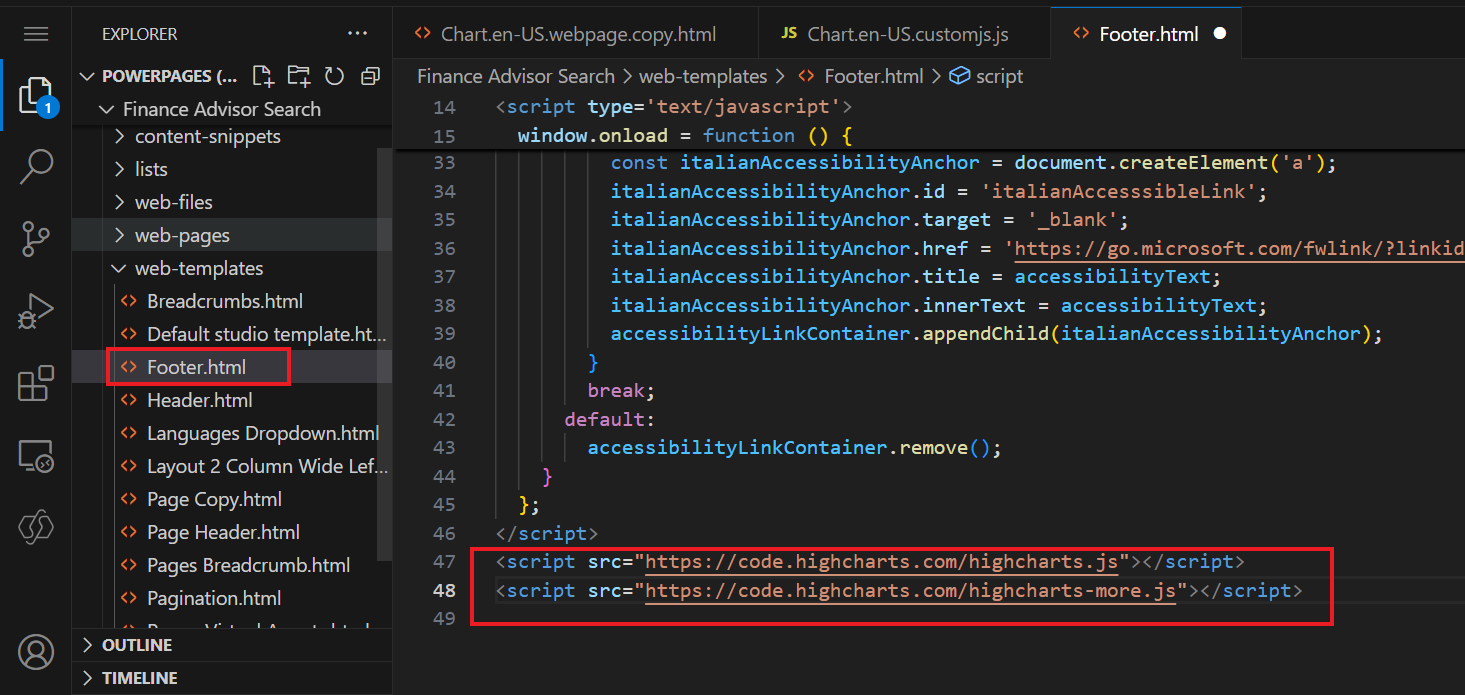 EXPLORER
POWERPAGES (...
Finance Advisor Search
content-snippets
lists
web-files
web-pages
web-templates
Breadcrumbs.html
Default studio template.ht...
Footer.html
Header.html
Languages Dropdown.html
Layout 2 Column Wide Lef...
Page Copy.html
Page Header.html
Pages Breadcrumb.html
Pagination.html
OUTLINE
TIMELINE
1
Chart.en-US.webpage.copy.html
JS Chart.en-US.customjs.js
Footer.html
Finance Advisor Search > web-templates > Footer.html > script
14 <script type='text/javascript'>
15 window.onload = function () {
33 const italianAccessibilityAnchor = document.createElement('a');
34 italianAccessibilityAnchor.id = 'italianAccesssibleLink';
35 italianAccessibilityAnchor.target = '_blank';
36 italianAccessibilityAnchor.href = 'https://go.microsoft.com/fwlink/?linkid
37 italianAccessibilityAnchor.title = accessibilityText;
38 italianAccessibilityAnchor.innerText = accessibilityText;
39 accessibilityLinkContainer.appendChild(italianAccessibilityAnchor);
40 }
41 break;
42 default:
43 accessibilityLinkContainer.remove();
44 }
45 };
46 </script>
47 <script src="https://code.highcharts.com/highcharts.js"></script>
48 <script src="https://code.highcharts.com/highcharts-more.js"></script>
49